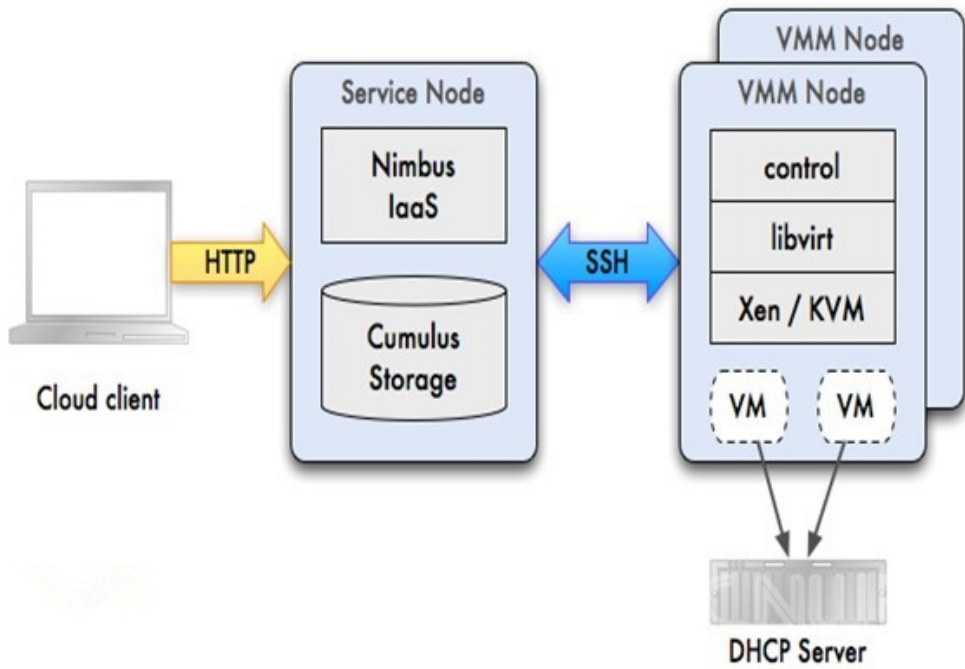 VMM Node
Service Node
VMM Node
Nimbus
IaaS
control
libvirt
HTTP
SSH
Cumulus
Storage
Xen / KVM
Cloud client
VM
VM
DHCP Server